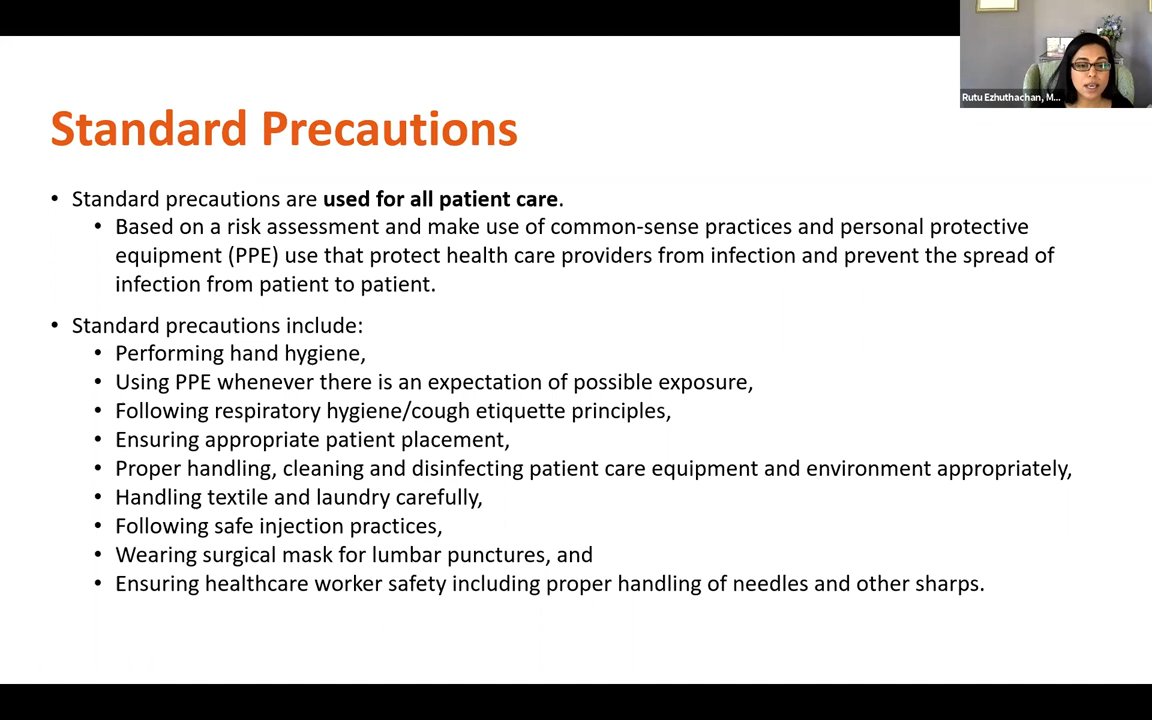 Rutu Ezhuthachan, M...
Standard Precautions
• Standard precautions are used for all patient care.
• Based on a risk assessment and make use of common-sense practices and personal protective
equipment (PPE) use that protect health care providers from infection and prevent the spread of
infection from patient to patient.
• Standard precautions include:
• Performing hand hygiene,
• Using PPE whenever there is an expectation of possible exposure,
• Following respiratory hygiene/cough etiquette principles,
• Ensuring appropriate patient placement,
• Proper handling, cleaning and disinfecting patient care equipment and environment appropriately,
• Handling textile and laundry carefully,
• Following safe injection practices,
• Wearing surgical mask for lumbar punctures, and
• Ensuring healthcare worker safety including proper handling of needles and other sharps.